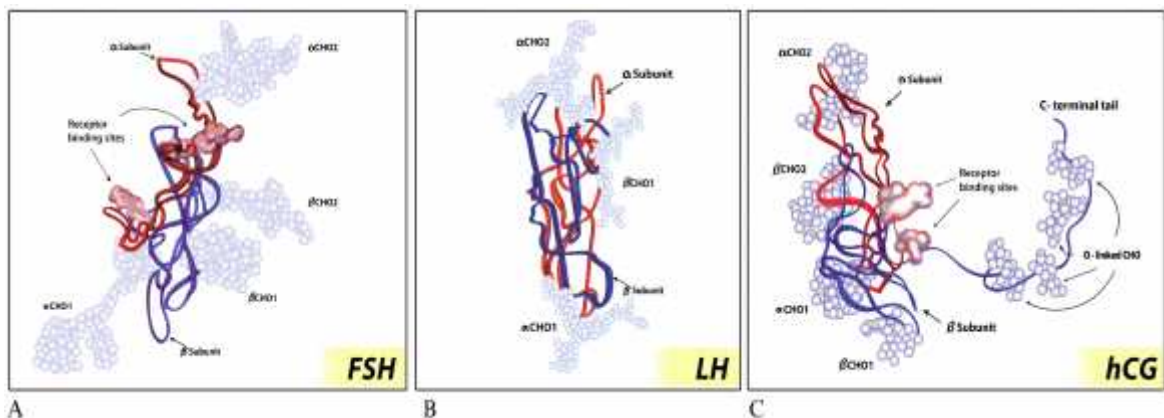 αCHO2
α Subunit
Receptor
binding sites
βCHO2
βCHO1
αCHO1
β Subunit
FSH
A
αCHO2
α Subunit
βCHO1
β Subunit
αCHO1
LH
B
αCHO2
α Subunit
C- terminal tail
βCHO2
Receptor
binding sites
O - linked CHO
αCHO1
β Subunit
βCHO1
hCG
C